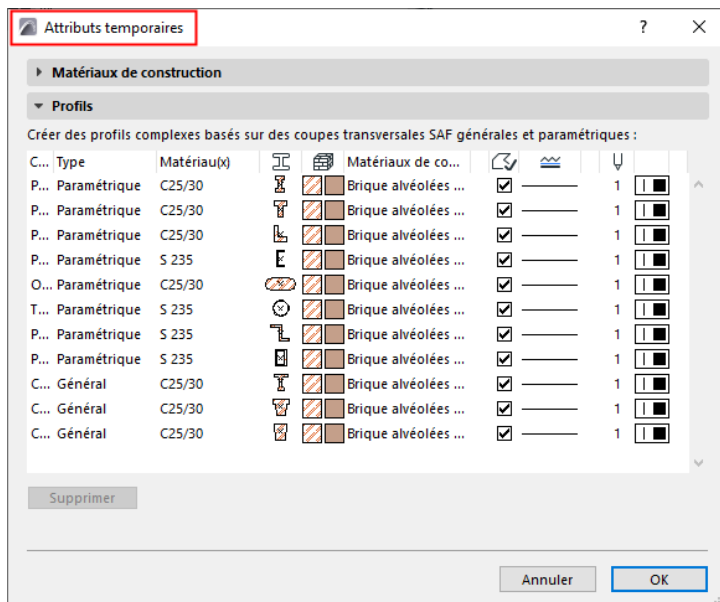 Attributs temporaires ?
Matériaux de construction
Profils
Créer des profils complexes basés sur des coupes transversales SAF générales et paramétriques :
C... Type Matériau(x) Matériaux de co...
P... Paramétrique C25/30 Brique alvéolées ... 1
P... Paramétrique C25/30 Brique alvéolées ... 1
P... Paramétrique C25/30 Brique alvéolées ... 1
P... Paramétrique S 235 Brique alvéolées ... 1
O... Paramétrique C25/30 Brique alvéolées ... 1
T... Paramétrique S 235 Brique alvéolées ... 1
P... Paramétrique S 235 Brique alvéolées ... 1
P... Paramétrique S 235 Brique alvéolées ... 1
C... Général C25/30 Brique alvéolées ... 1
C... Général C25/30 Brique alvéolées ... 1
C... Général C25/30 Brique alvéolées ... 1
Supprimer
Annuler OK